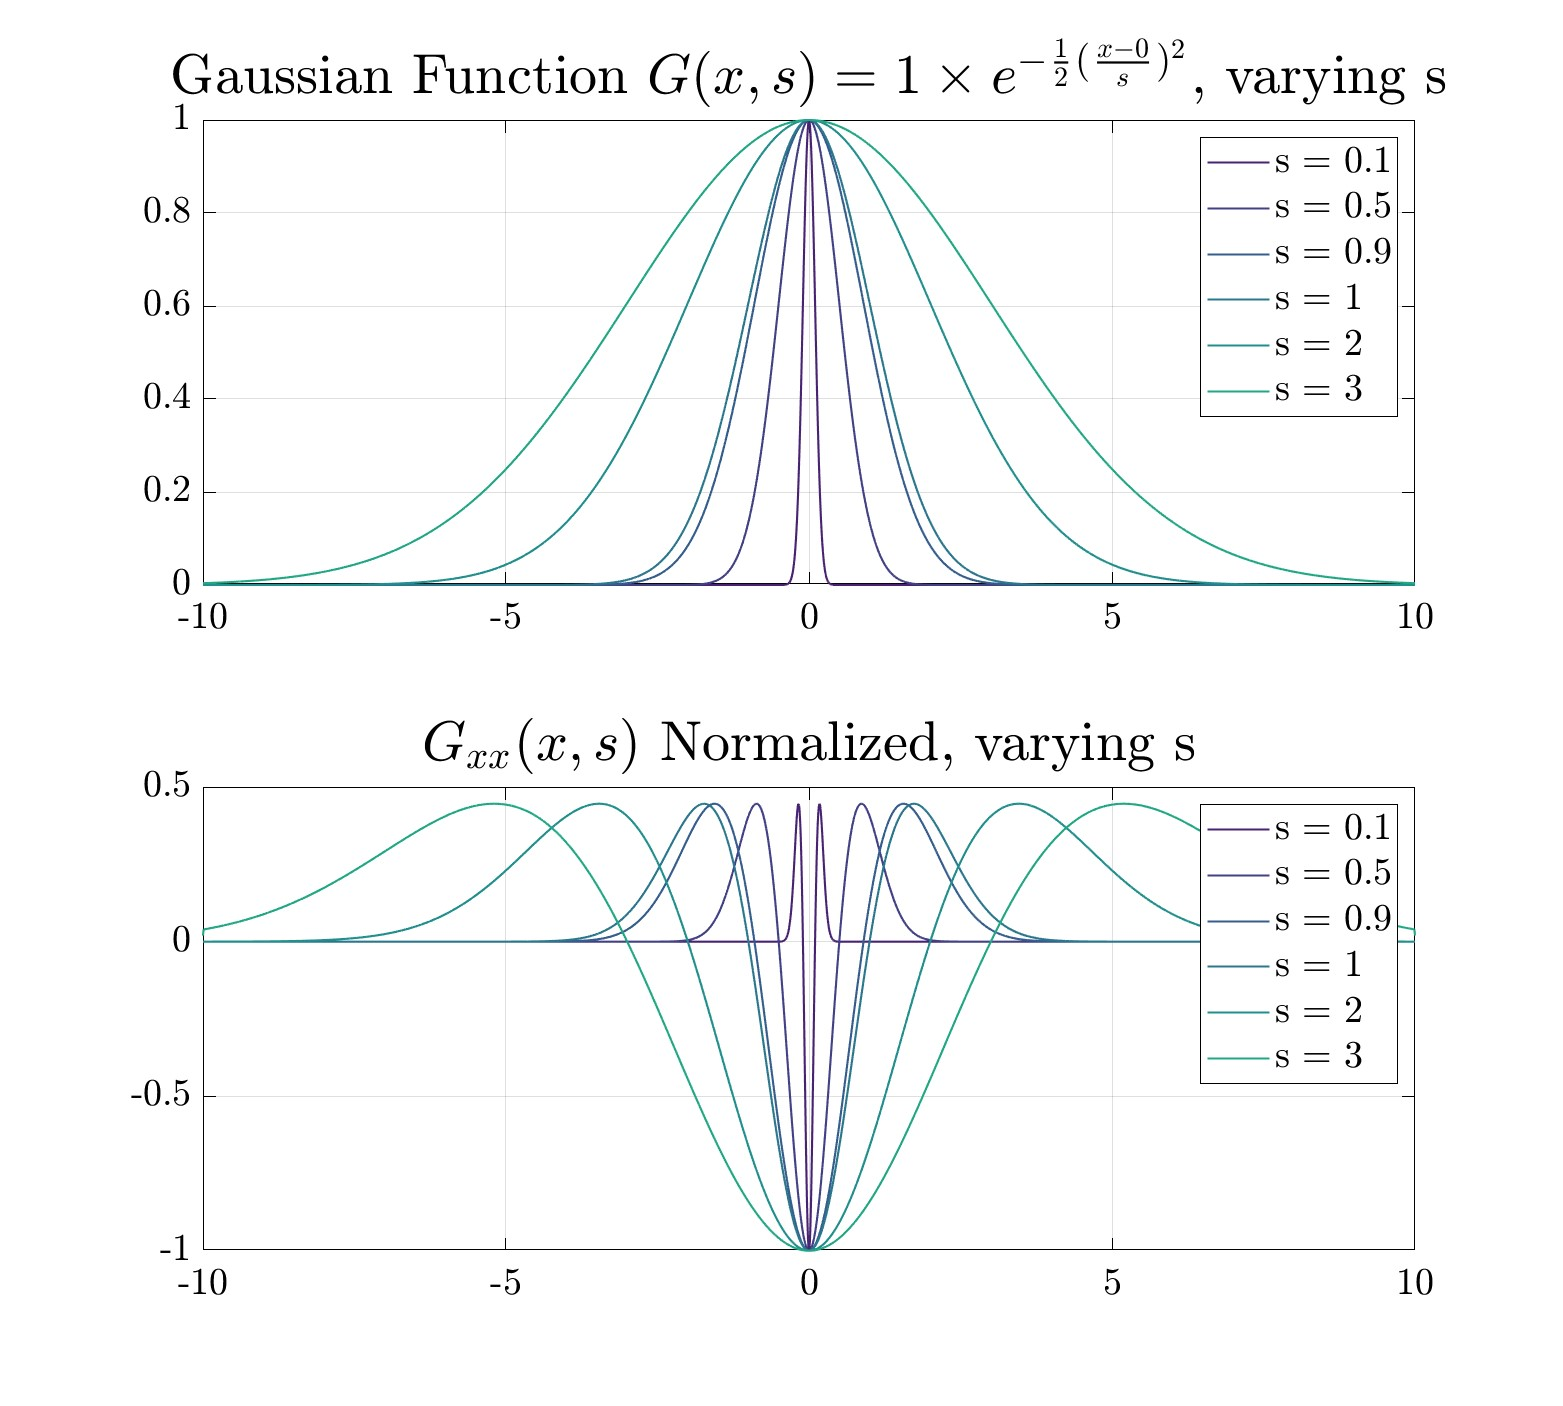 Gaussian Function G(x, s) = 1 × e^{-\frac{1}{2}(\frac{x-0}{s})^2}, varying s
1
0.8
0.6
0.4
0.2
0
-10 -5 0 5 10
s = 0.1
s = 0.5
s = 0.9
s = 1
s = 2
s = 3
G_{xx}(x, s) Normalized, varying s
0.5
0
-0.5
-1
-10 -5 0 5 10
s = 0.1
s = 0.5
s = 0.9
s = 1
s = 2
s = 3